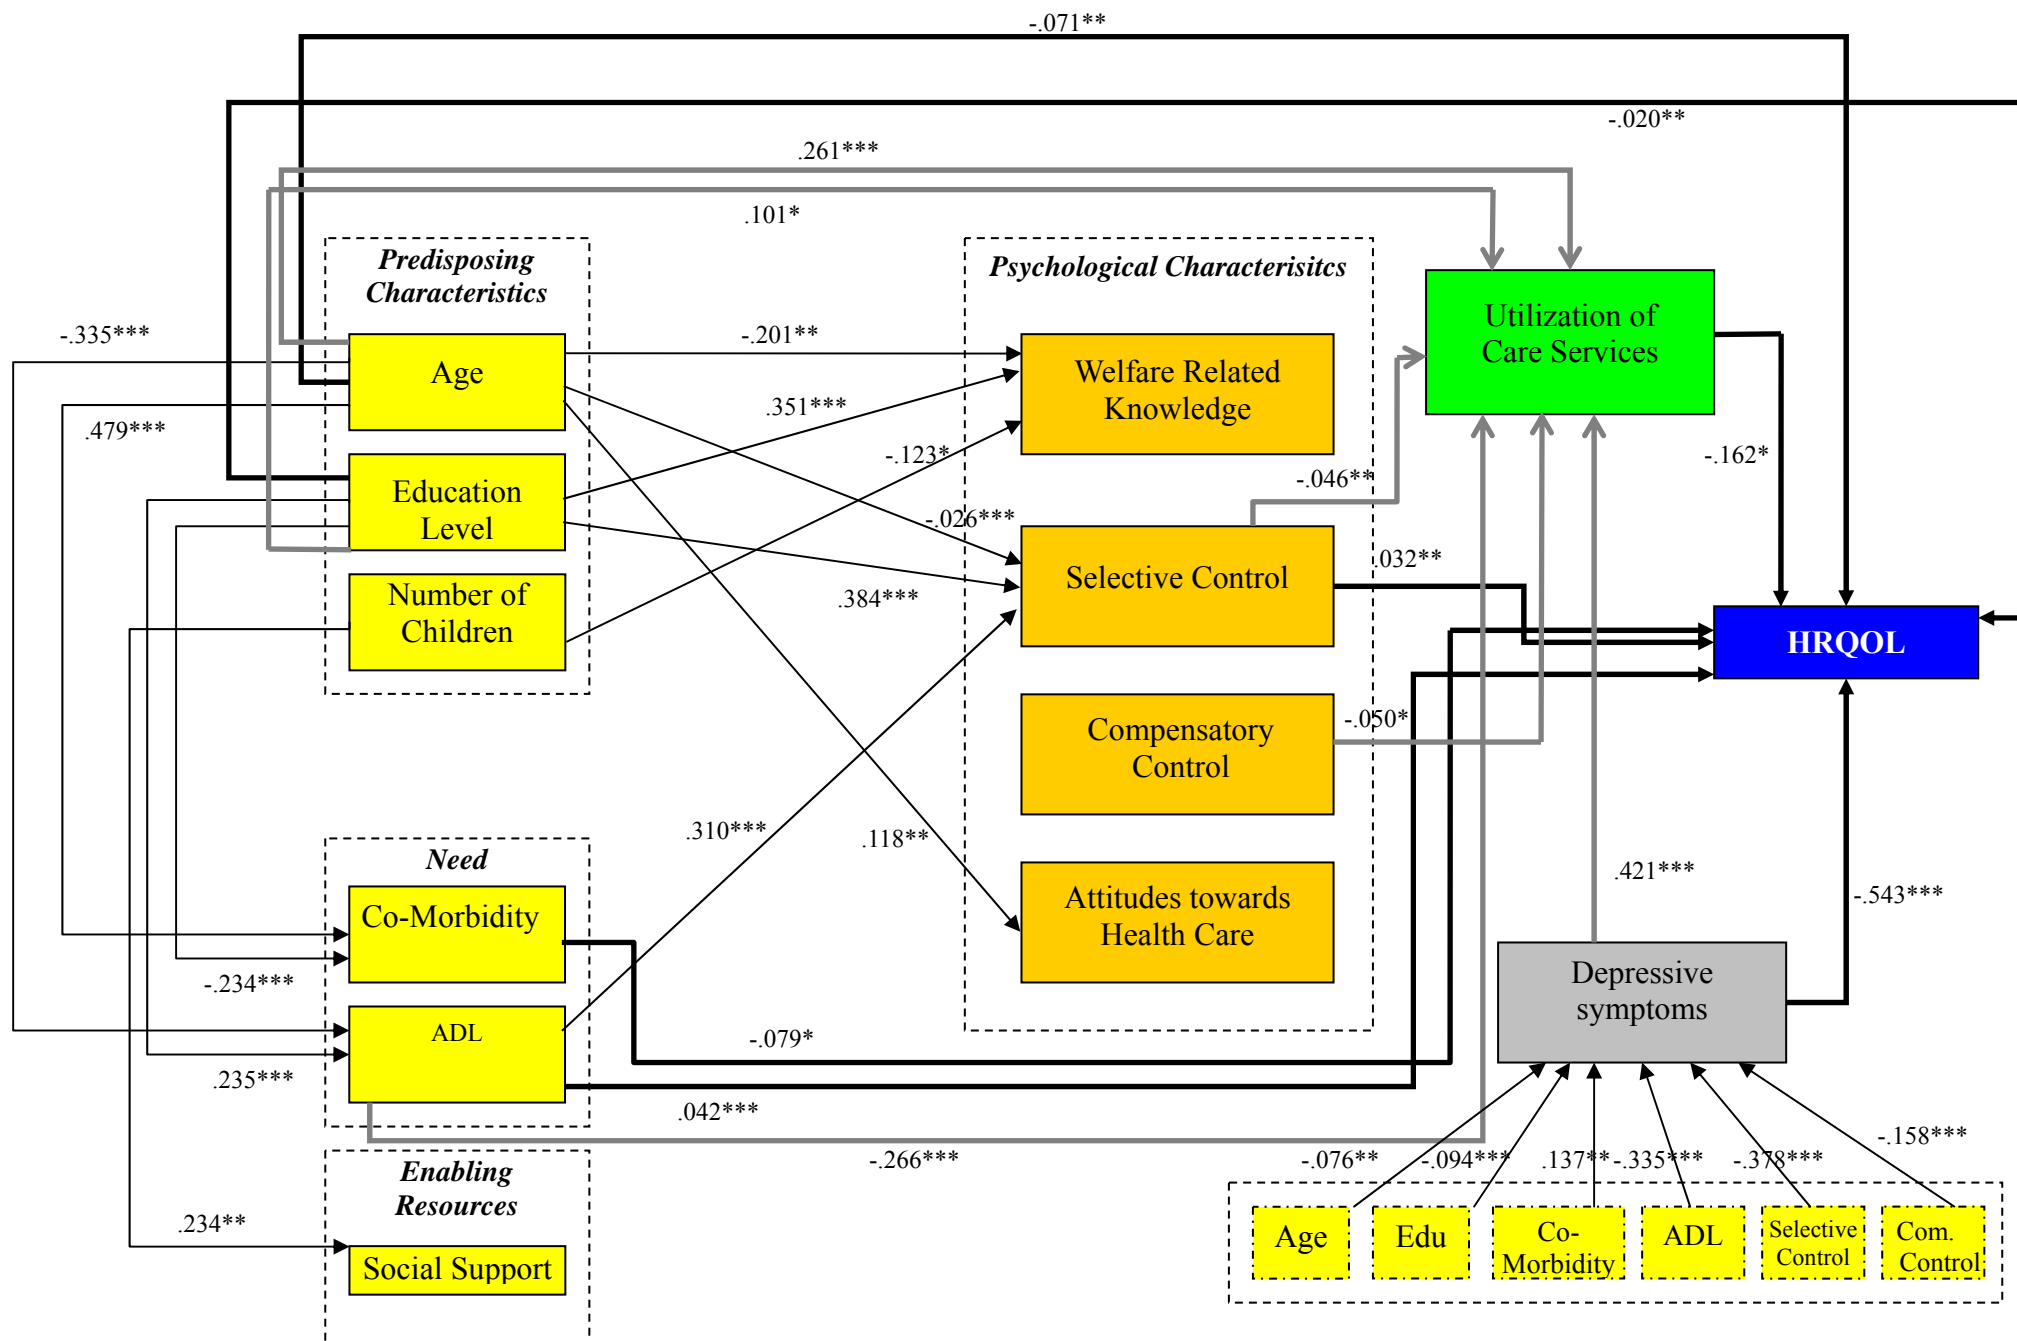 -.071**
-.020**
.261***
.101*
Predisposing
Characteristics
Psychological Characterisitcs
Utilization of
Care Services
-.335***
-.201**
Age
Welfare Related
Knowledge
.351***
.479***
-.123*
-.162*
-.046**
Education
Level
-.026***
.032**
Selective Control
Number of
Children
.384***
HRQOL
-.050*
Compensatory
Control
.310***
.118**
Need
.421***
-.543***
Co-Morbidity
Attitudes towards
Health Care
-.234***
Depressive
symptoms
ADL
-.079*
.235***
.042***
-.266***
-.158***
-.076**
-.094***
.137**
-.335***
-.378***
Enabling
Resources
.234**
Social Support
Age
Edu
Co-
Morbidity
ADL
Selective
Control
Com.
Control